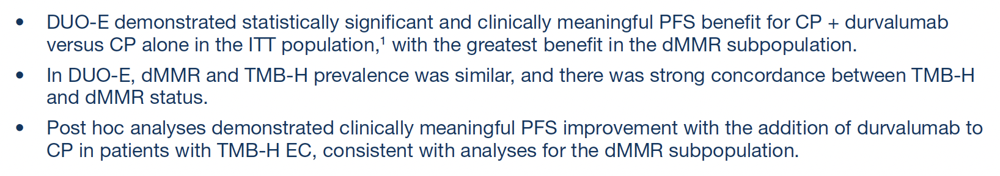 • DUO-E demonstrated statistically significant and clinically meaningful PFS benefit for CP + durvalumab
versus CP alone in the ITT population,¹ with the greatest benefit in the dMMR subpopulation.
• In DUO-E, dMMR and TMB-H prevalence was similar, and there was strong concordance between TMB-H
and dMMR status.
• Post hoc analyses demonstrated clinically meaningful PFS improvement with the addition of durvalumab to
CP in patients with TMB-H EC, consistent with analyses for the dMMR subpopulation.